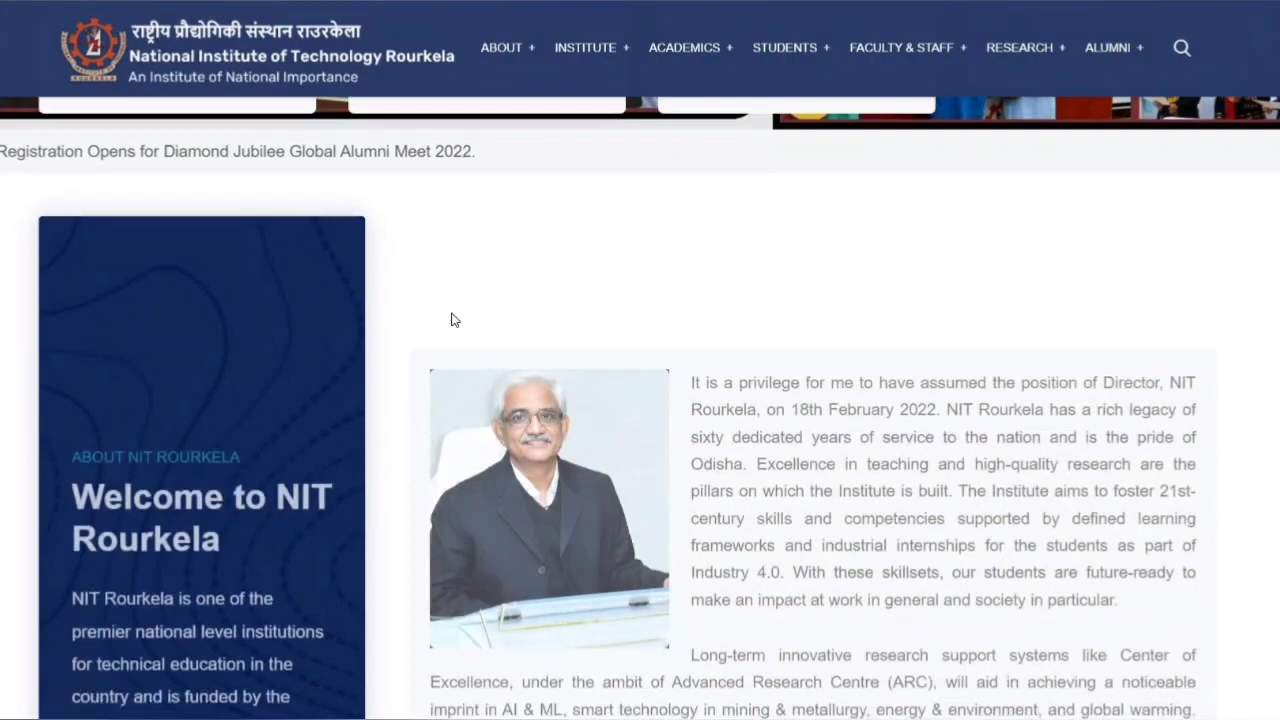 राष्ट्रीय प्रौद्योगिकी संस्थान राउरकेला
National Institute of Technology Rourkela
An Institute of National Importance
ABOUT +
INSTITUTE +
ACADEMICS +
STUDENTS +
FACULTY & STAFF +
RESEARCH +
ALUMNI +
Registration Opens for Diamond Jubilee Global Alumni Meet 2022.
ABOUT NIT ROURKELA
Welcome to NIT
Rourkela
NIT Rourkela is one of the
premier national level institutions
for technical education in the
country and is funded by the
It is a privilege for me to have assumed the position of Director, NIT
Rourkela, on 18th February 2022. NIT Rourkela has a rich legacy of
sixty dedicated years of service to the nation and is the pride of
Odisha. Excellence in teaching and high-quality research are the
pillars on which the Institute is built. The Institute aims to foster 21st-
century skills and competencies supported by defined learning
frameworks and industrial internships for the students as part of
Industry 4.0. With these skillsets, our students are future-ready to
make an impact at work in general and society in particular.
Long-term innovative research support systems like Center of
Excellence, under the ambit of Advanced Research Centre (ARC), will aid in achieving a noticeable
imprint in AI & ML, smart technology in mining & metallurgy, energy & environment, and global warming.